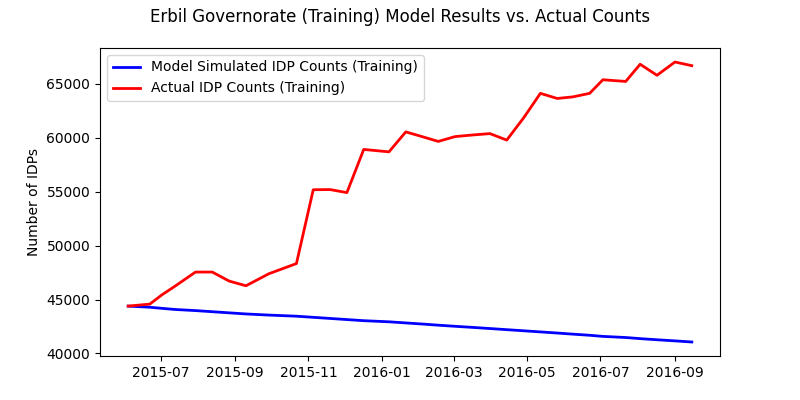 Erbil Governorate (Training) Model Results vs. Actual Counts
Model Simulated IDP Counts (Training)
Actual IDP Counts (Training)
Number of IDPs
65000
60000
55000
50000
45000
40000
2015-07 2015-09 2015-11 2016-01 2016-03 2016-05 2016-07 2016-09